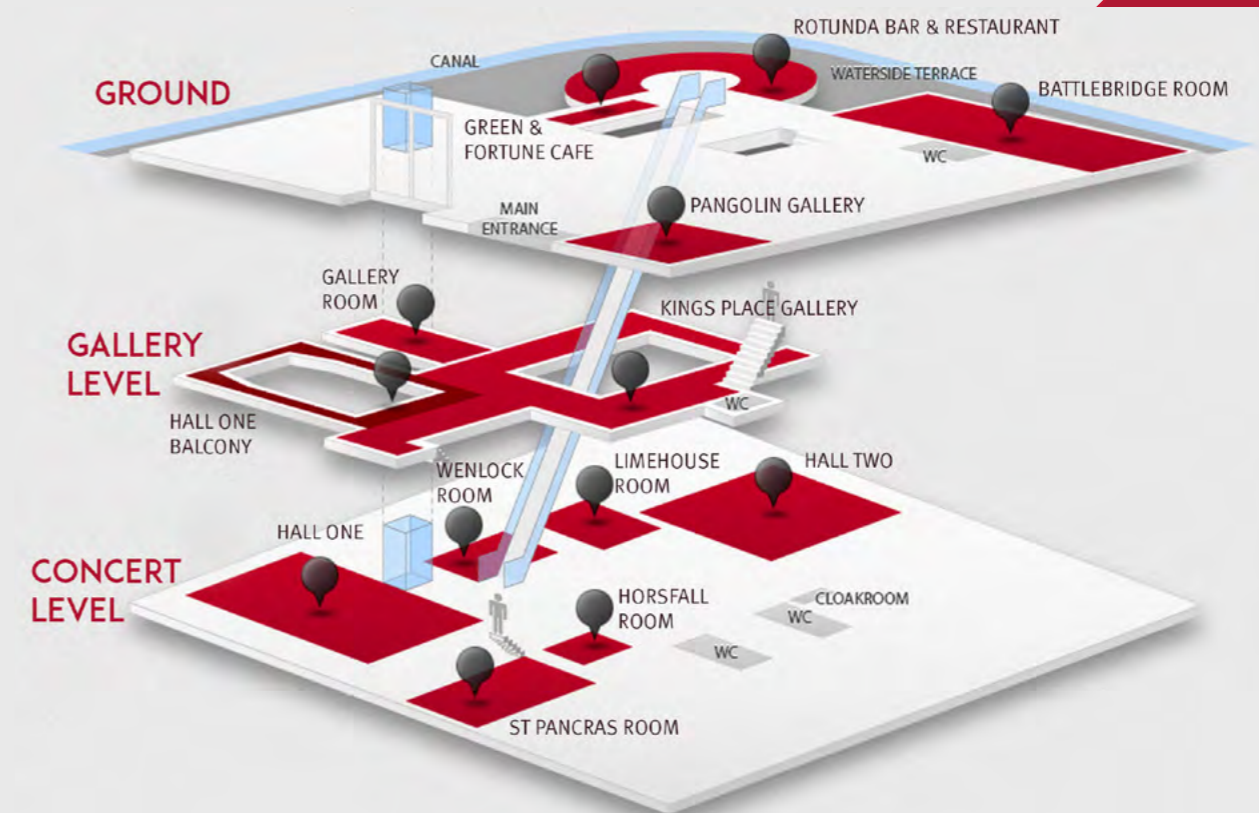 ROTUNDA BAR & RESTAURANT
CANAL
WATERSIDE TERRACE
GROUND
BATTLEBRIDGE ROOM
GREEN &
FORTUNE CAFE
WC
MAIN
ENTRANCE
PANGOLIN GALLERY
GALLERY
ROOM
KINGS PLACE GALLERY
GALLERY
LEVEL
WC
HALL ONE
BALCONY
WENLOCK
ROOM
LIMEHOUSE
ROOM
HALL TWO
HALL ONE
CONCERT
LEVEL
HORSFALL
ROOM
CLOAKROOM
WC
WC
ST PANCRAS ROOM